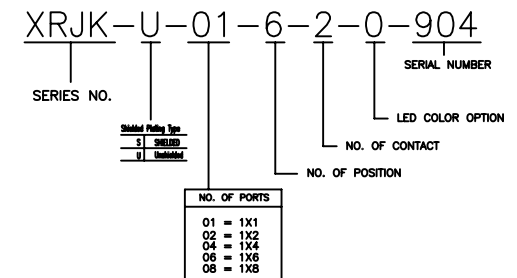 XRJK-U-01-6-2-0-904
SERIAL NUMBER
SERIES NO.
LED COLOR OPTION
Shielded Plating Type
S SHIELDED
U Unshielded
NO. OF CONTACT
NO. OF POSITION
NO. OF PORTS
01 = 1X1
02 = 1X2
04 = 1X4
06 = 1X6
08 = 1X8